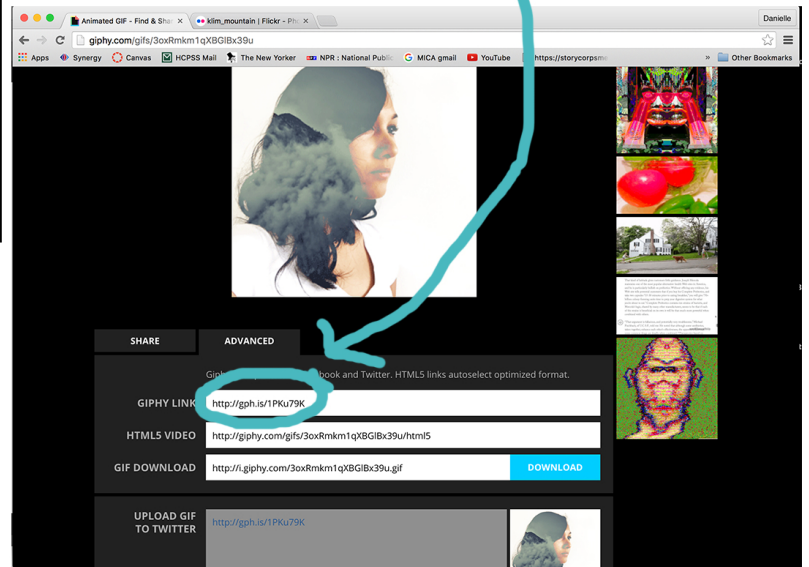 Animated GIF - Find & Shar
klim_mountain | Flickr - Pho
Danielle
giphy.com/gifs/3oxRmkm1qXBGlBx39u
Apps Synergy Canvas HCPSS Mail The New Yorker NPR : National Public MICA gmail YouTube https://storycorpsme » Other Bookmarks
SHARE ADVANCED
book and Twitter. HTML5 links autoselect optimized format.
GIPHY LINK http://gph.is/1PKu79K
HTML5 VIDEO http://giphy.com/gifs/3oxRmkm1qXBGlBx39u/html5
GIF DOWNLOAD http://i.giphy.com/3oxRmkm1qXBGlBx39u.gif DOWNLOAD
UPLOAD GIF
TO TWITTER
http://gph.is/1PKu79K